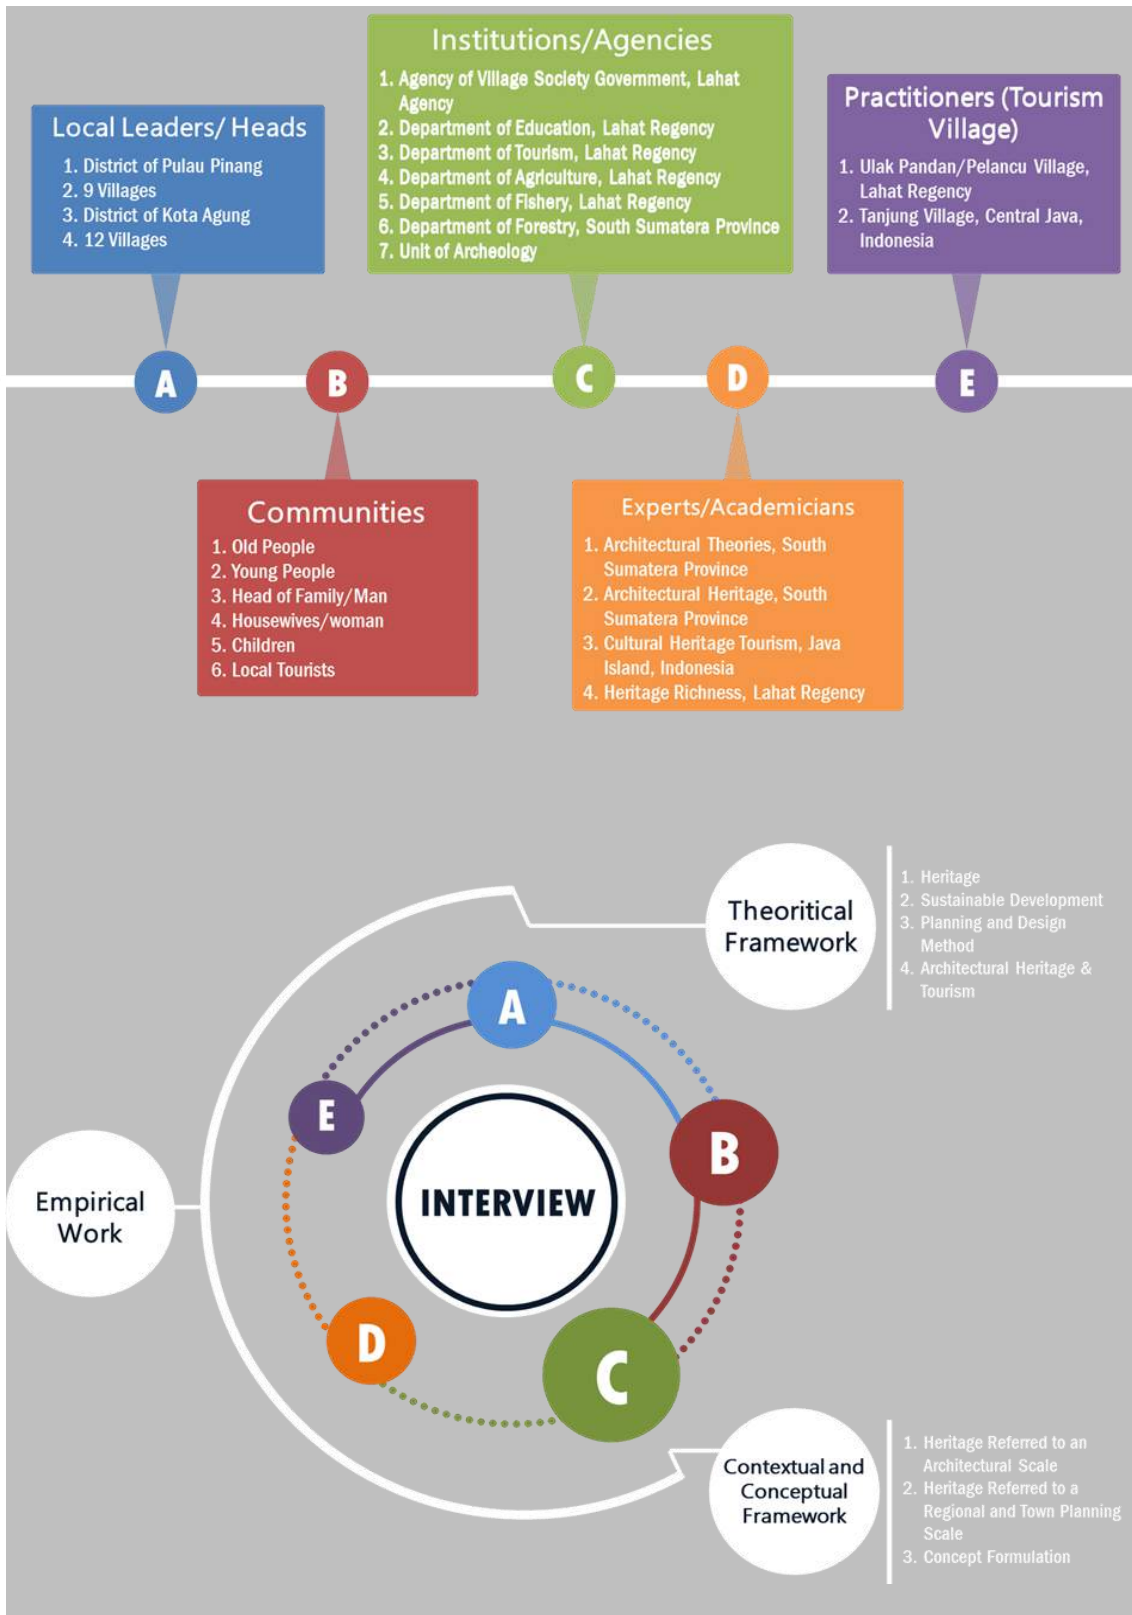 Institutions/Agencies
1. Agency of Village Society Government, Lahat
Agency
2. Department of Education, Lahat Regency
3. Department of Tourism, Lahat Regency
4. Department of Agriculture, Lahat Regency
5. Department of Fishery, Lahat Regency
6. Department of Forestry, South Sumatera Province
7. Unit of Archeology
Local Leaders/ Heads
1. District of Pulau Pinang
2. 9 Villages
3. District of Kota Agung
4. 12 Villages
Practitioners (Tourism
Village)
1. Ulak Pandan/Pelancu Village,
Lahat Regency
2. Tanjung Village, Central Java,
Indonesia
A
B
C
D
E
Communities
1. Old People
2. Young People
3. Head of Family/Man
4. Housewives/woman
5. Children
6. Local Tourists
Experts/Academicians
1. Architectural Theories, South
Sumatera Province
2. Architectural Heritage, South
Sumatera Province
3. Cultural Heritage Tourism, Java
Island, Indonesia
4. Heritage Richness, Lahat Regency
Theoritical
Framework
1. Heritage
2. Sustainable Development
3. Planning and Design
Method
4. Architectural Heritage &
Tourism
A
E
B
INTERVIEW
Empirical
Work
D
C
Contextual and
Conceptual
Framework
1. Heritage Referred to an
Architectural Scale
2. Heritage Referred to a
Regional and Town Planning
Scale
3. Concept Formulation